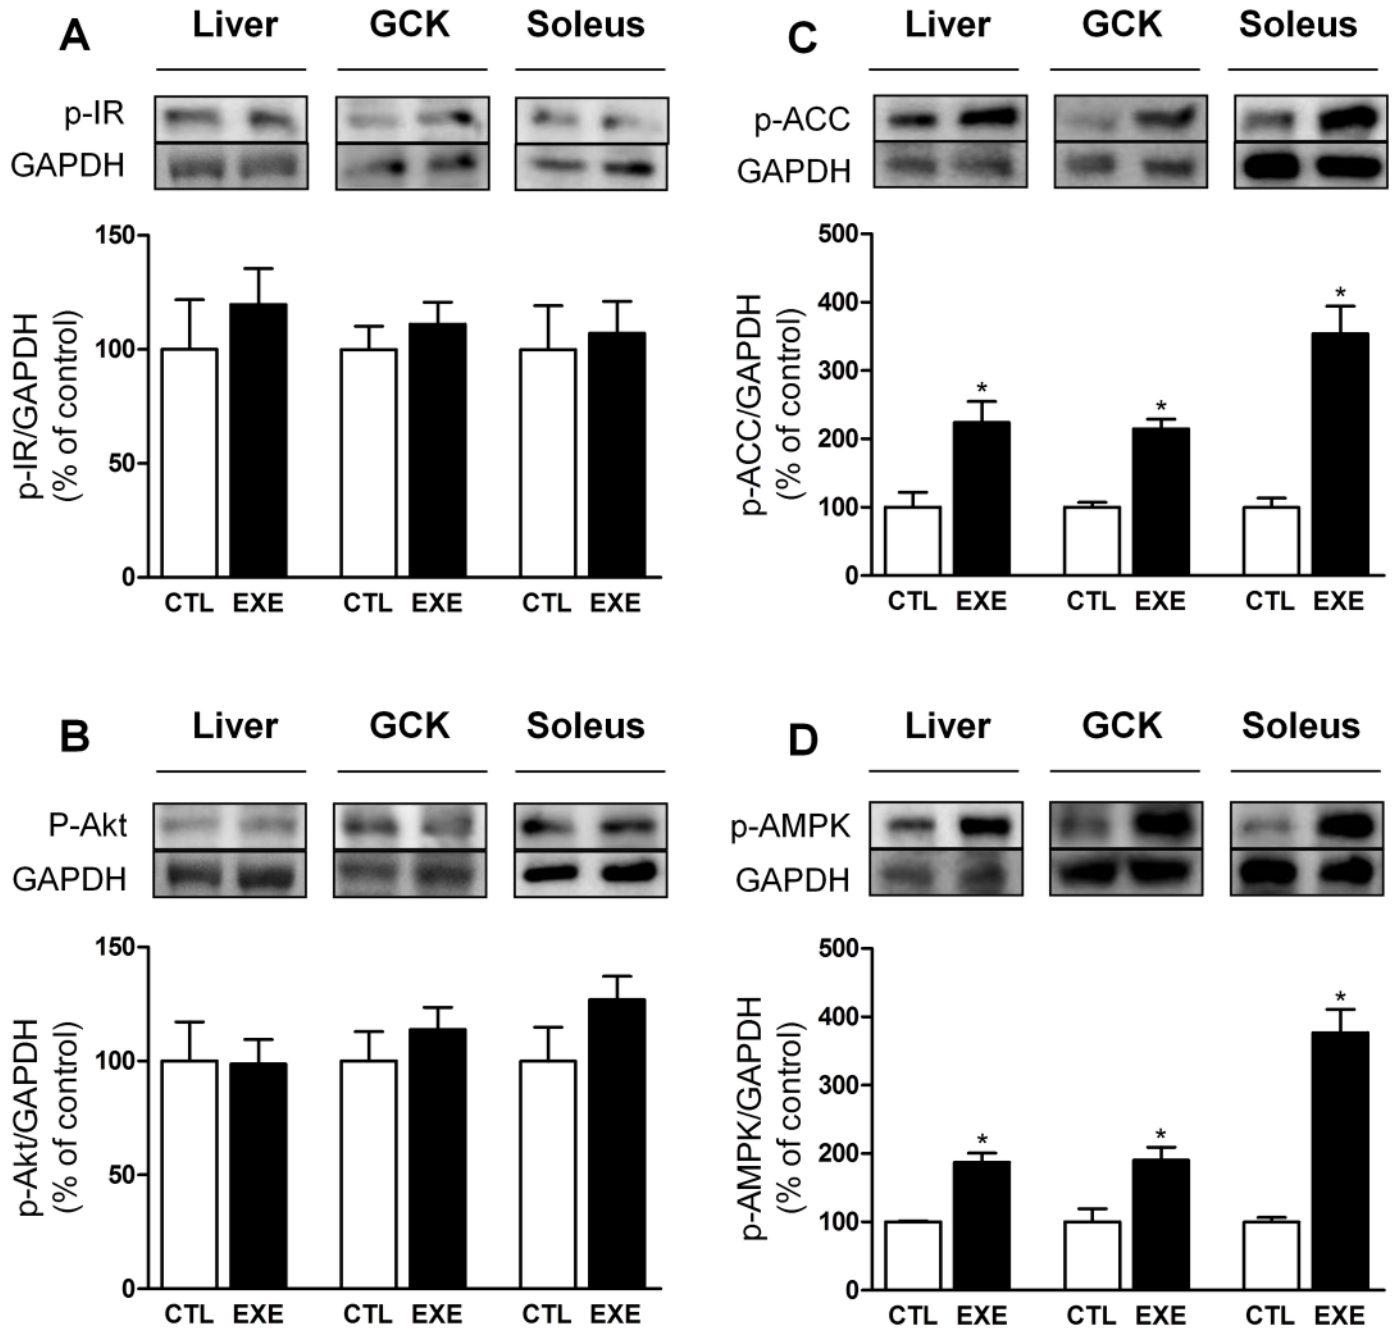 A
Liver GCK Soleus
p-IR
GAPDH
150
100
50
0
p-IR/GAPDH
(% of control)
CTL EXE CTL EXE CTL EXE
C
Liver GCK Soleus
p-ACC
GAPDH
500
400
300
200
100
0
p-ACC/GAPDH
(% of control)
* * *
CTL EXE CTL EXE CTL EXE
B
Liver GCK Soleus
P-Akt
GAPDH
150
100
50
0
p-Akt/GAPDH
(% of control)
CTL EXE CTL EXE CTL EXE
D
Liver GCK Soleus
p-AMPK
GAPDH
500
400
300
200
100
0
p-AMPK/GAPDH
(% of control)
* * *
CTL EXE CTL EXE CTL EXE